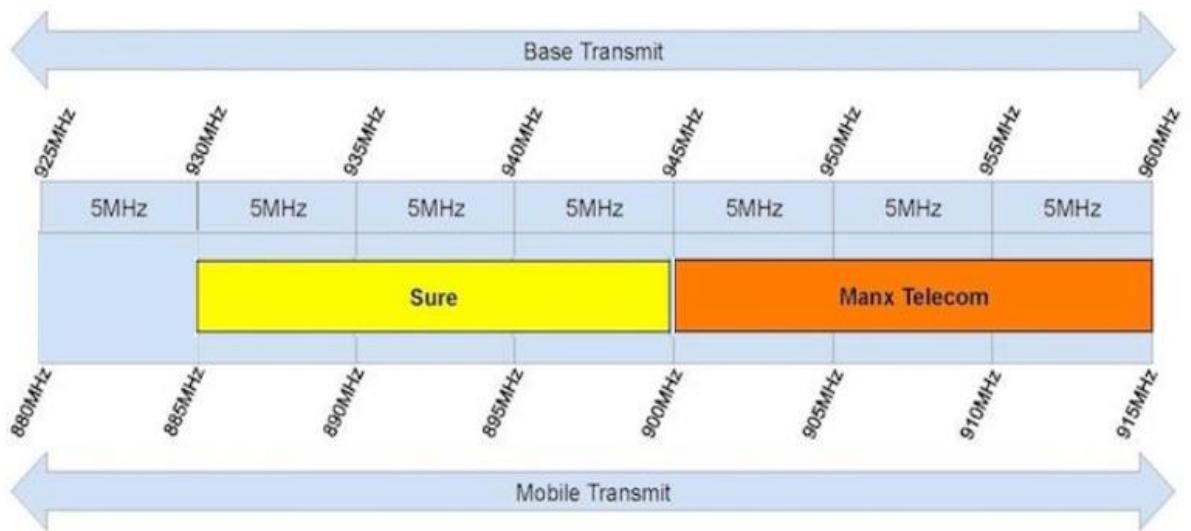 Base Transmit
925MHz 930MHz 935MHz 940MHz 945MHz 950MHz 955MHz 960MHz
5MHz 5MHz 5MHz 5MHz 5MHz 5MHz 5MHz
Sure Manx Telecom
880MHz 885MHz 890MHz 895MHz 900MHz 905MHz 910MHz 915MHz
Mobile Transmit